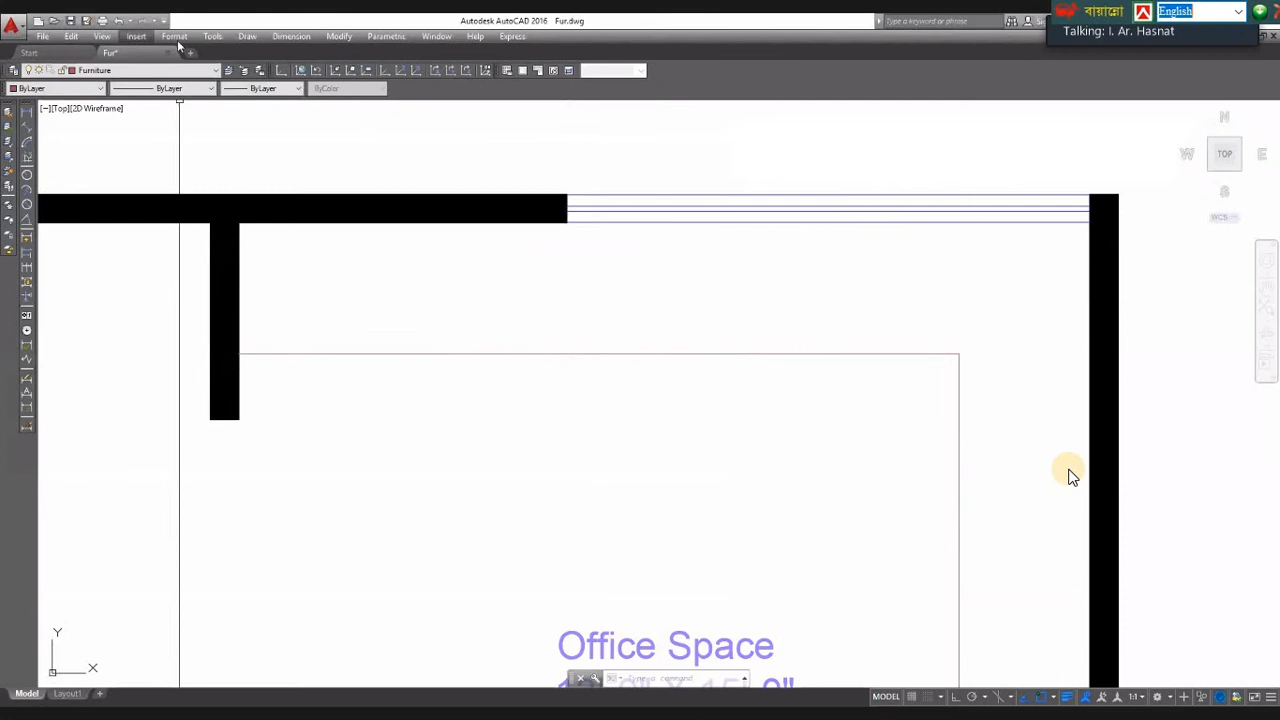 Autodesk AutoCAD 2016 Fur.dwg
Type a keyword or phrase
বায়ান্নো English
Talking: I. Ar. Hasnat
File Edit View Insert Format Tools Draw Dimension Modify Parametric Window Help Express
Start Fur*
Furniture
ByLayer ByLayer ByLayer ByColor
[−][Top][2D Wireframe]
N
W TOP E
S
WCS
Office Space
Y
X
Type a command
Model Layout1 +
MODEL 1:1